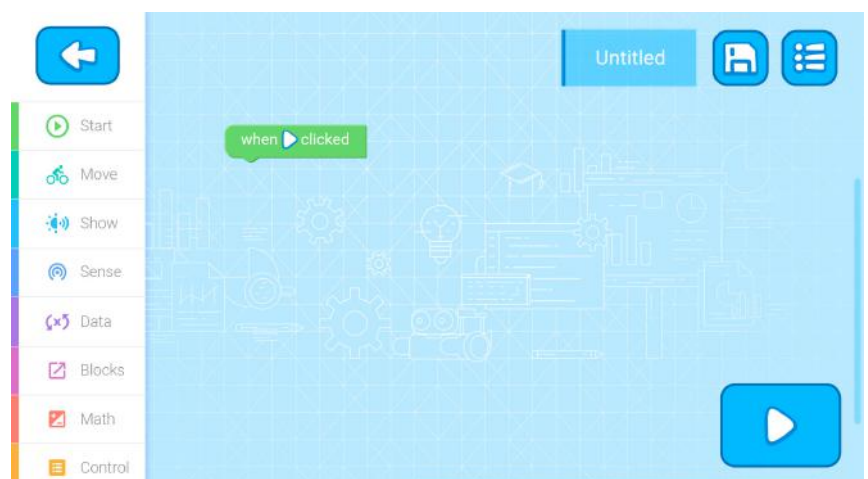 Untitled
Start
when clicked
Move
Show
Sense
Data
Blocks
Math
Control